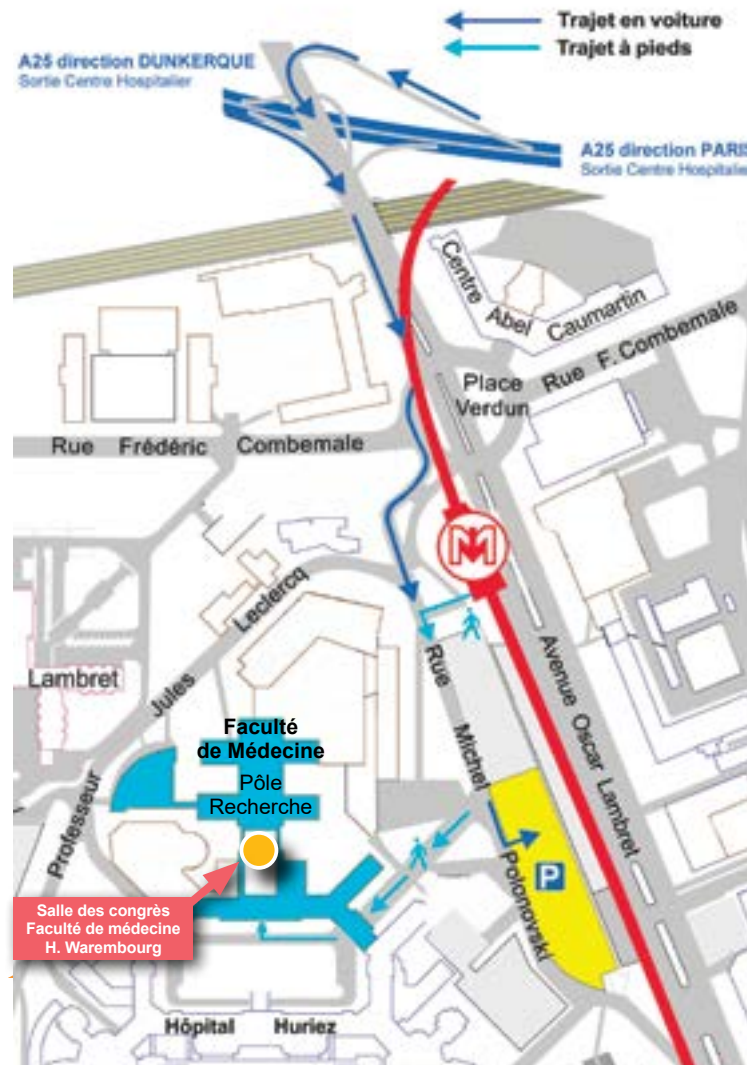 Trajet en voiture
Trajet à pieds
A25 direction DUNKERQUE
Sortie Centre Hospitalier
A25 direction PARIS
Sortie Centre Hospitalie
Centre Abel Caumartin
Place
Verdun
Rue F. Combemale
Rue Frédéric Combemale
M
Professeur Jules Leclercq
Rue Michel Polonovski
Avenue Oscar Lambret
Lambret
Faculté
de Médecine
Pôle
Recherche
P
Salle des congrès
Faculté de médecine
H. Warembourg
Hôpital Huriez